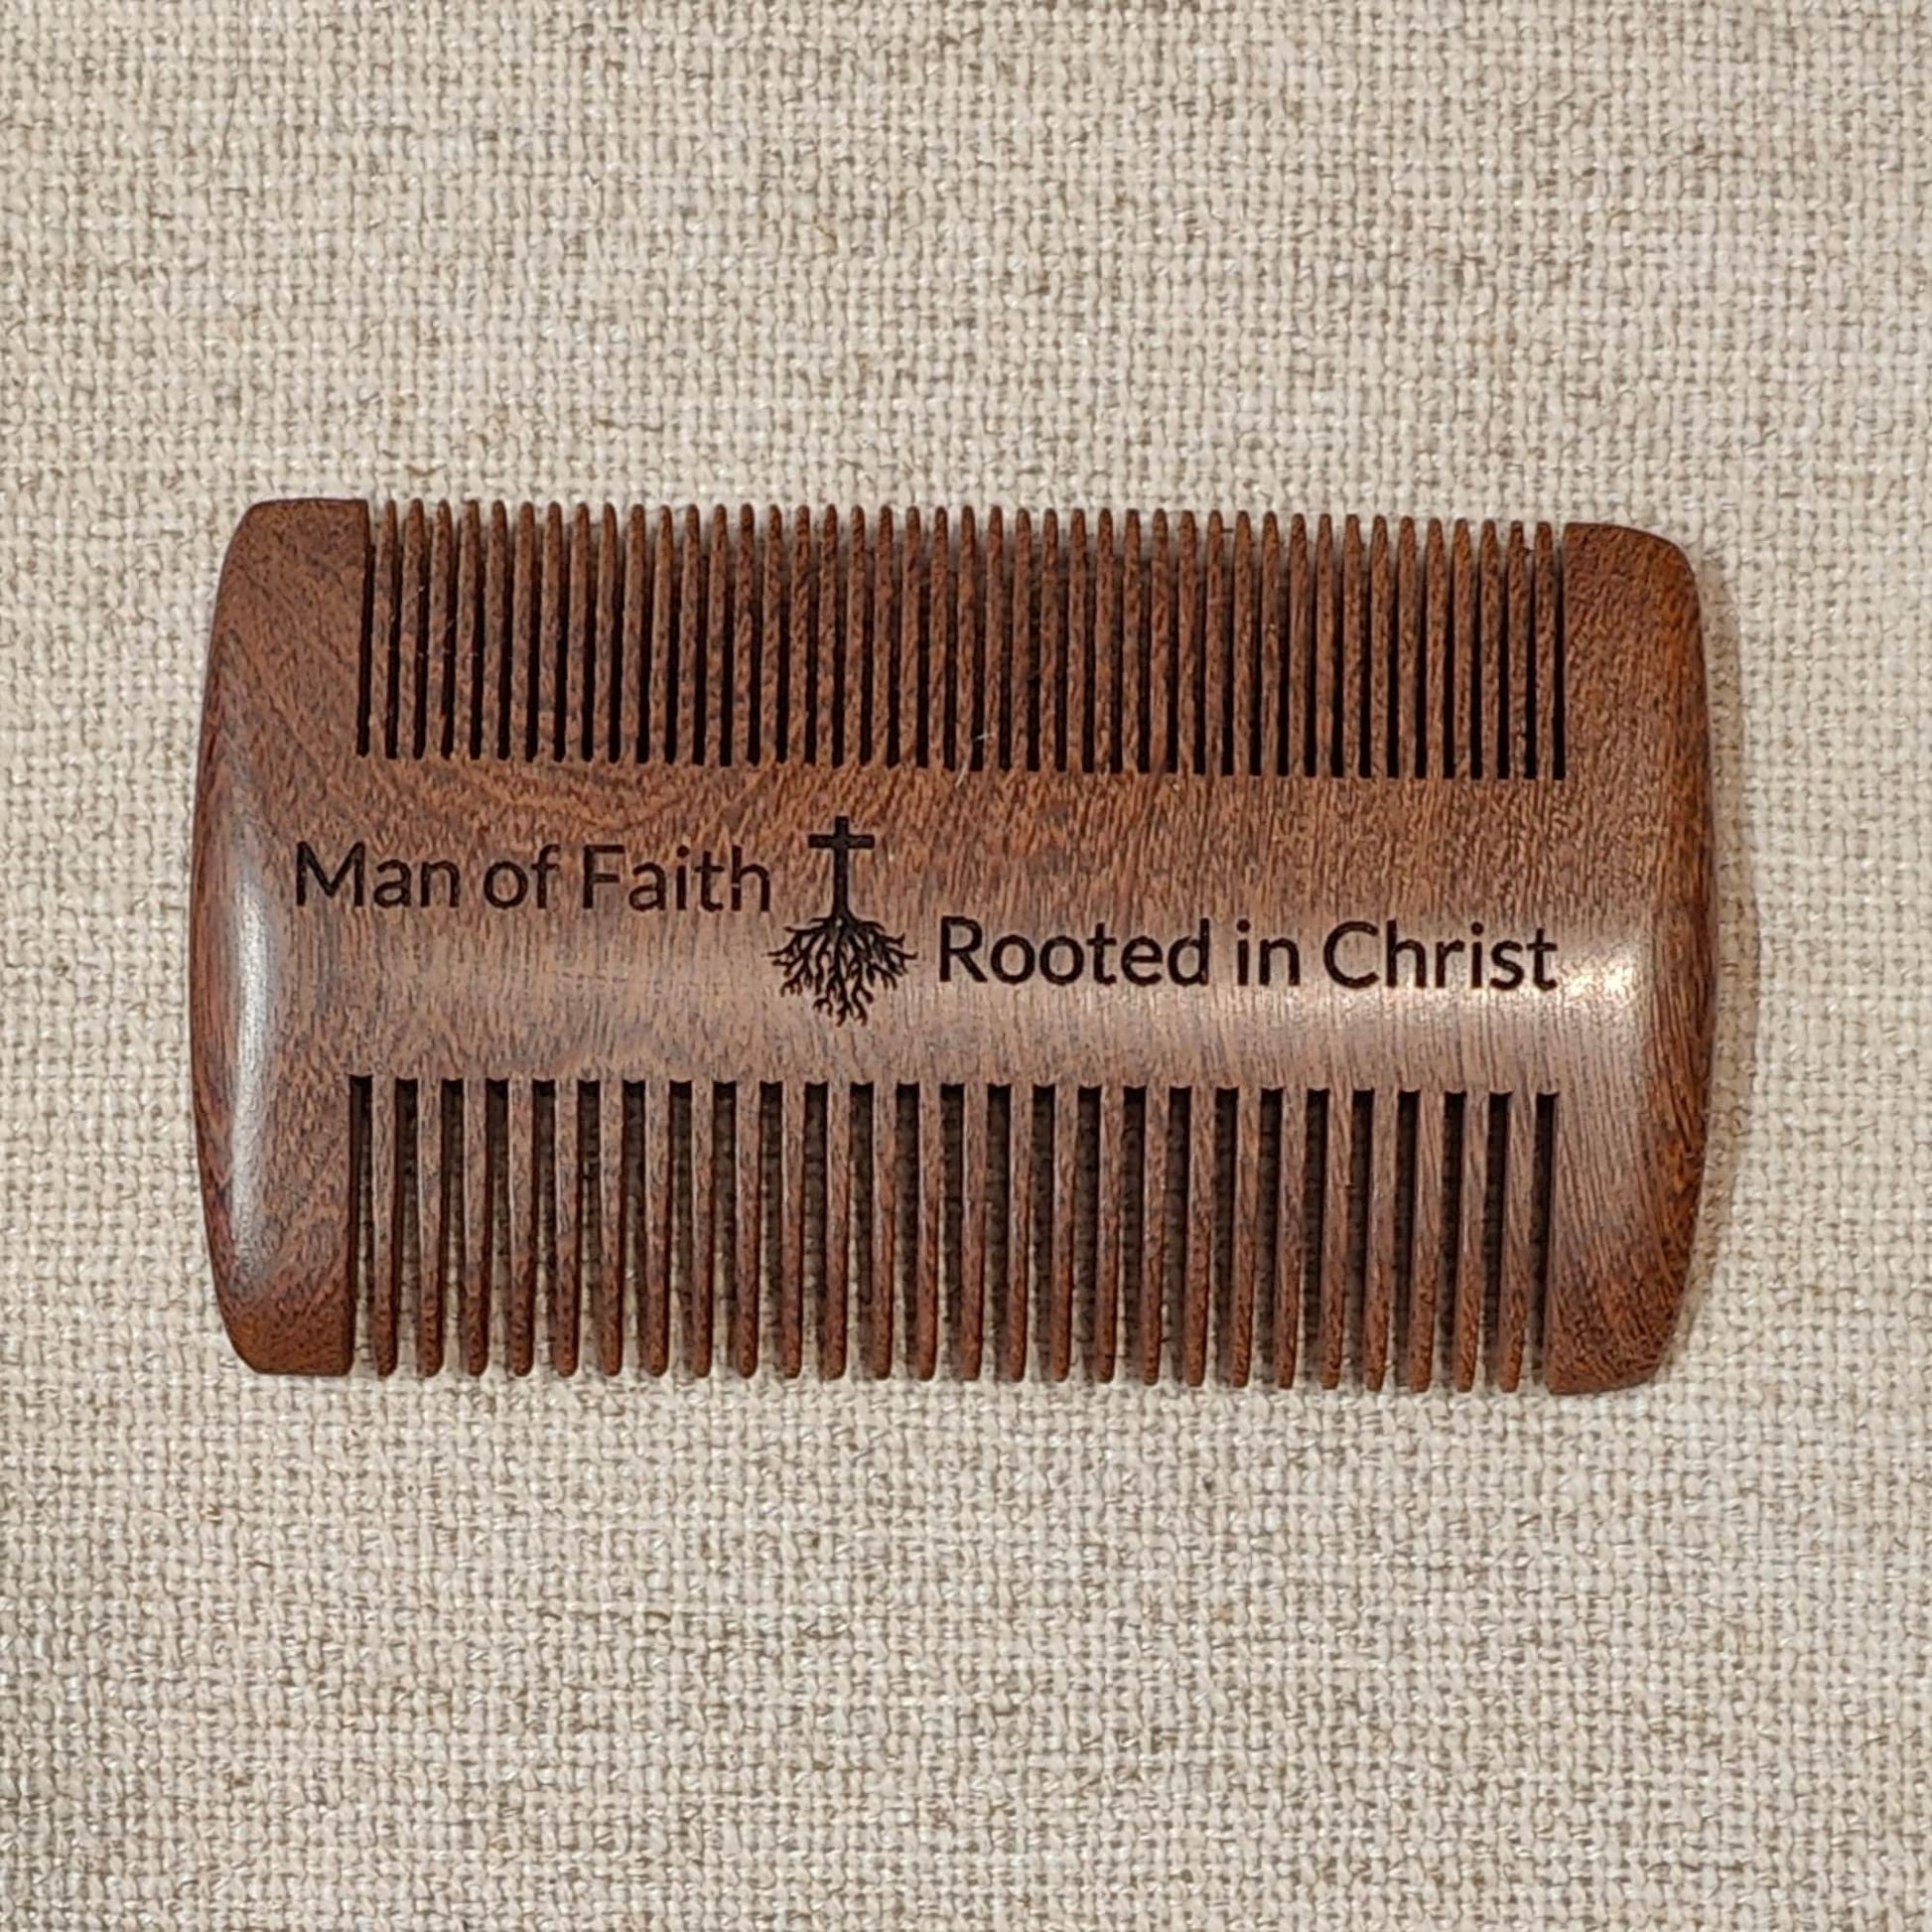 Man of Faith
Rooted in Christ